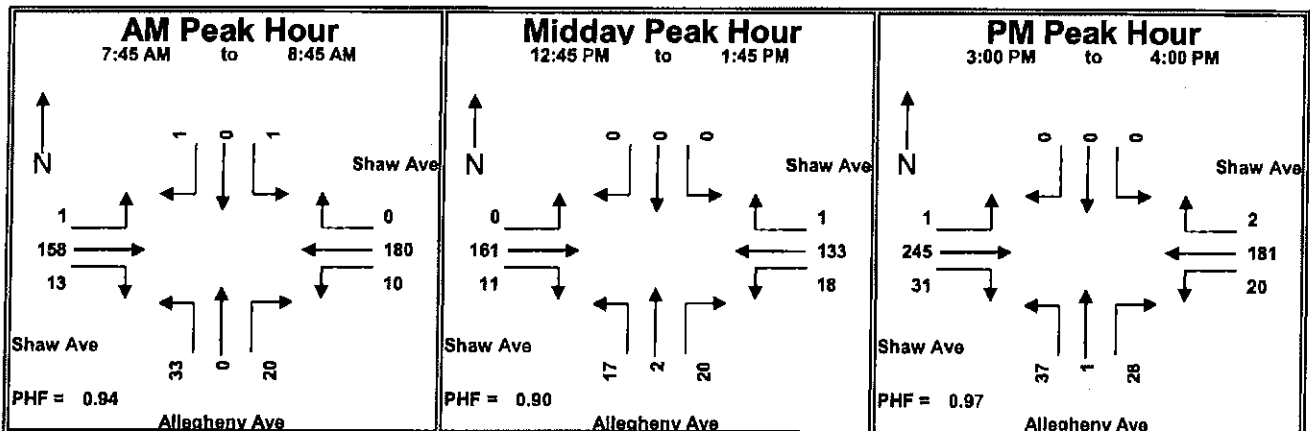 AM Peak Hour
7:45 AM to 8:45 AM
1 0 1
N
Shaw Ave
1 0
158 180
13 10
Shaw Ave
33 0 20
PHF = 0.94
Allegheny Ave
Midday Peak Hour
12:45 PM to 1:45 PM
0 0 0
N
Shaw Ave
0 1
161 133
11 18
Shaw Ave
17 2 20
PHF = 0.90
Allegheny Ave
PM Peak Hour
3:00 PM to 4:00 PM
0 0 0
N
Shaw Ave
1 2
245 181
31 20
Shaw Ave
37 1 28
PHF = 0.97
Allegheny Ave